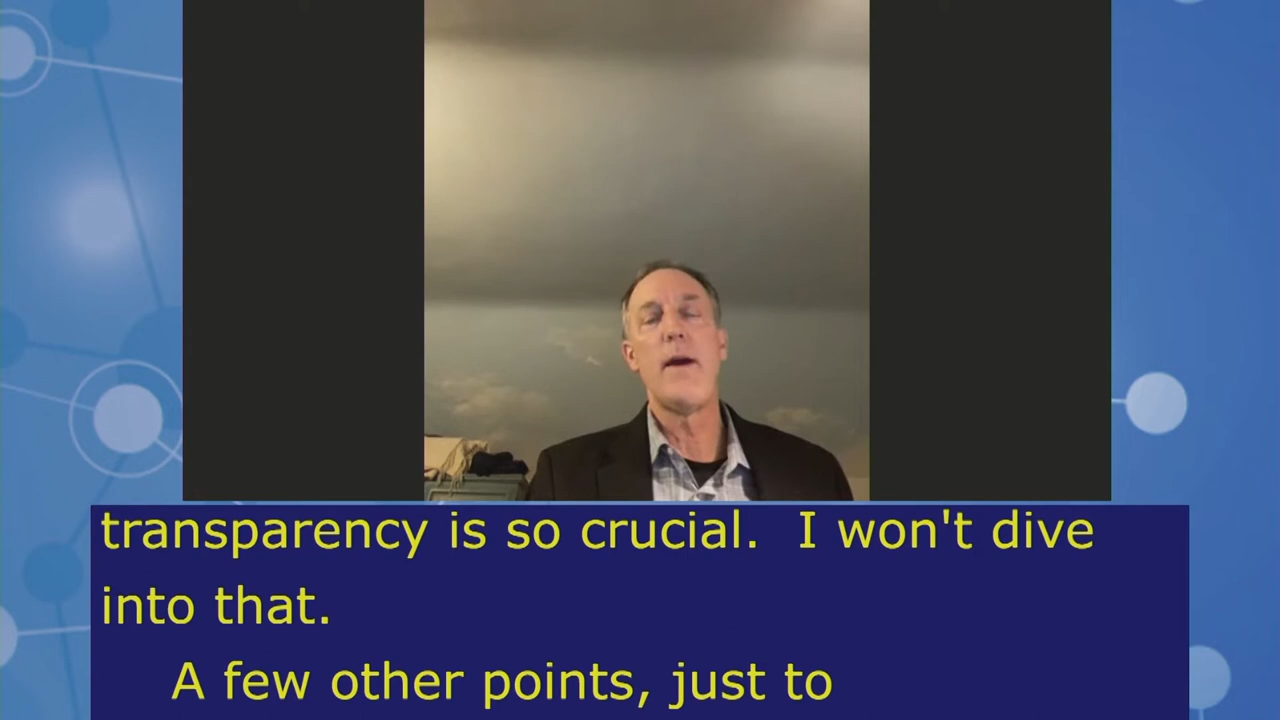 transparency is so crucial.  I won't dive
into that.
A few other points, just to